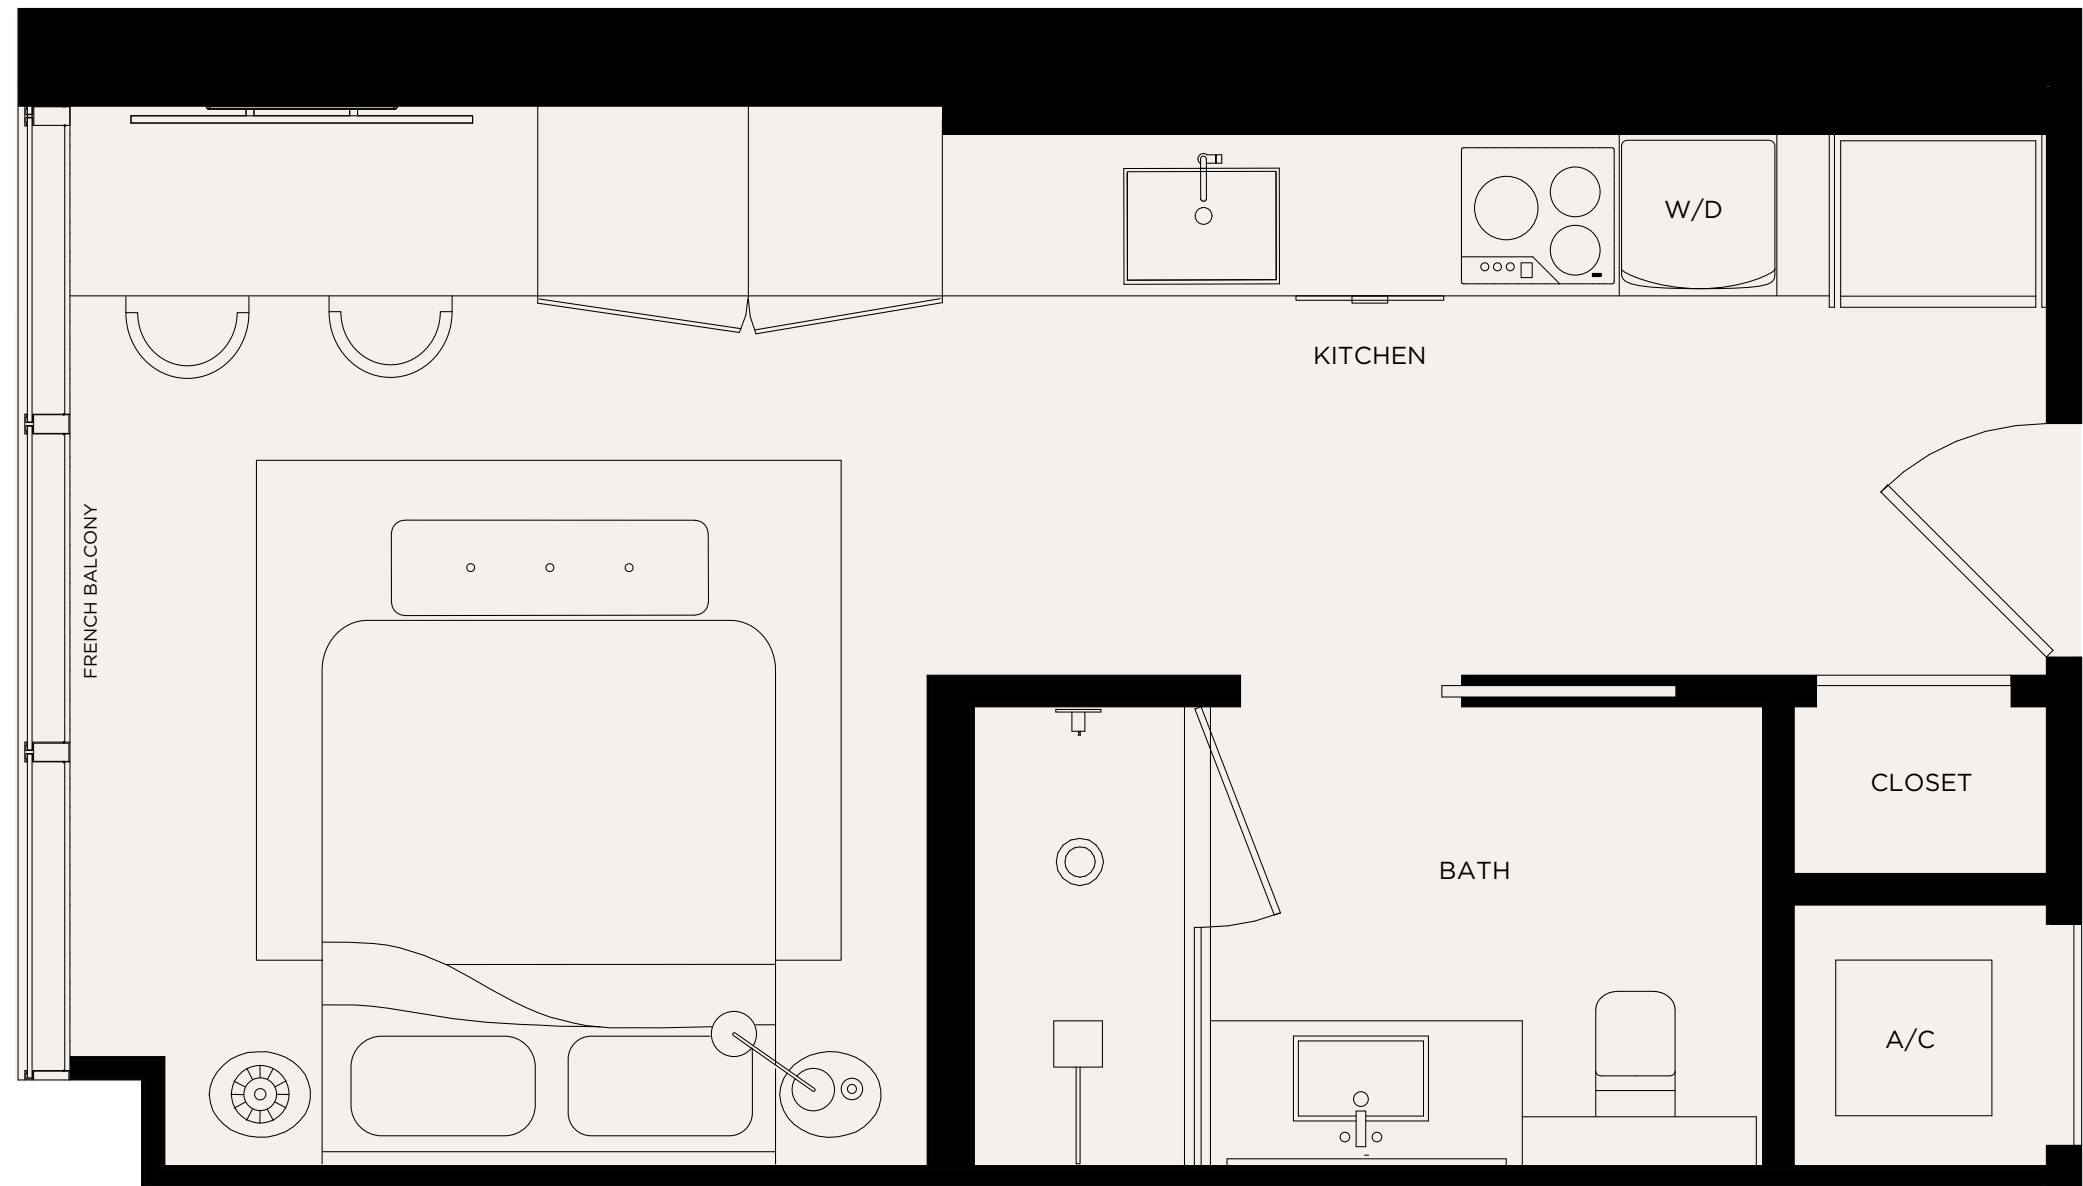 W/D
KITCHEN
FRENCH BALCONY
CLOSET
BATH
A/C